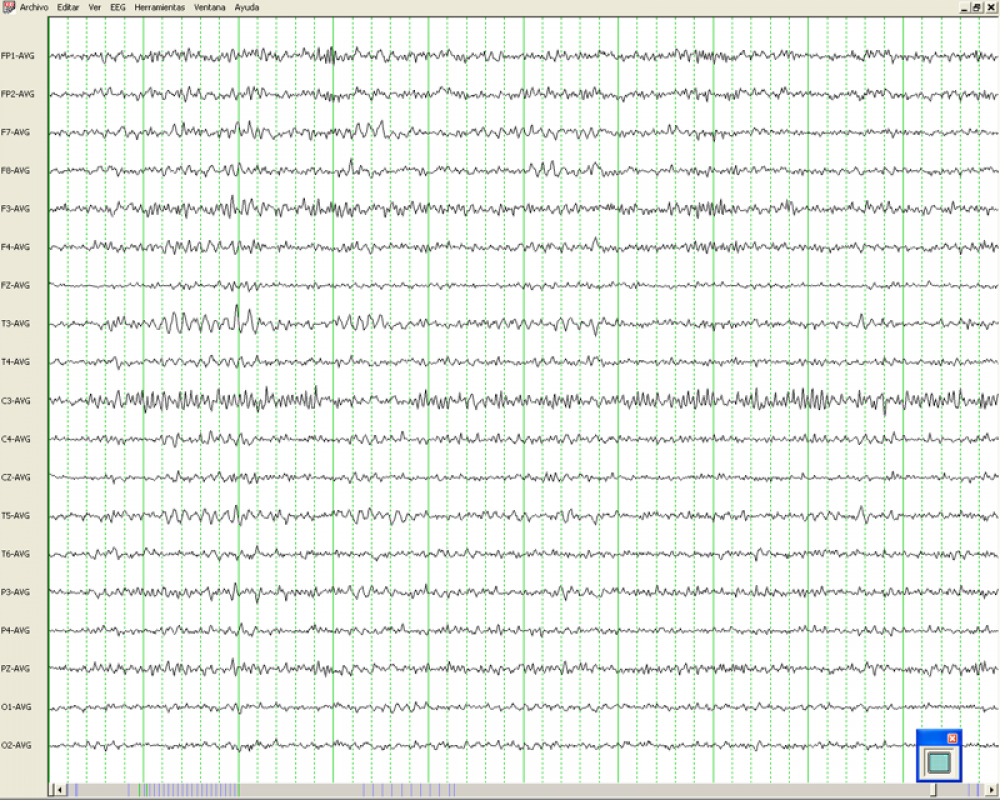 Archivo Editar Ver EEG Herramientas Ventana Ayuda
FP1-AVG
FP2-AVG
F7-AVG
F8-AVG
F3-AVG
F4-AVG
FZ-AVG
T3-AVG
T4-AVG
C3-AVG
C4-AVG
CZ-AVG
T5-AVG
T6-AVG
P3-AVG
P4-AVG
PZ-AVG
O1-AVG
O2-AVG